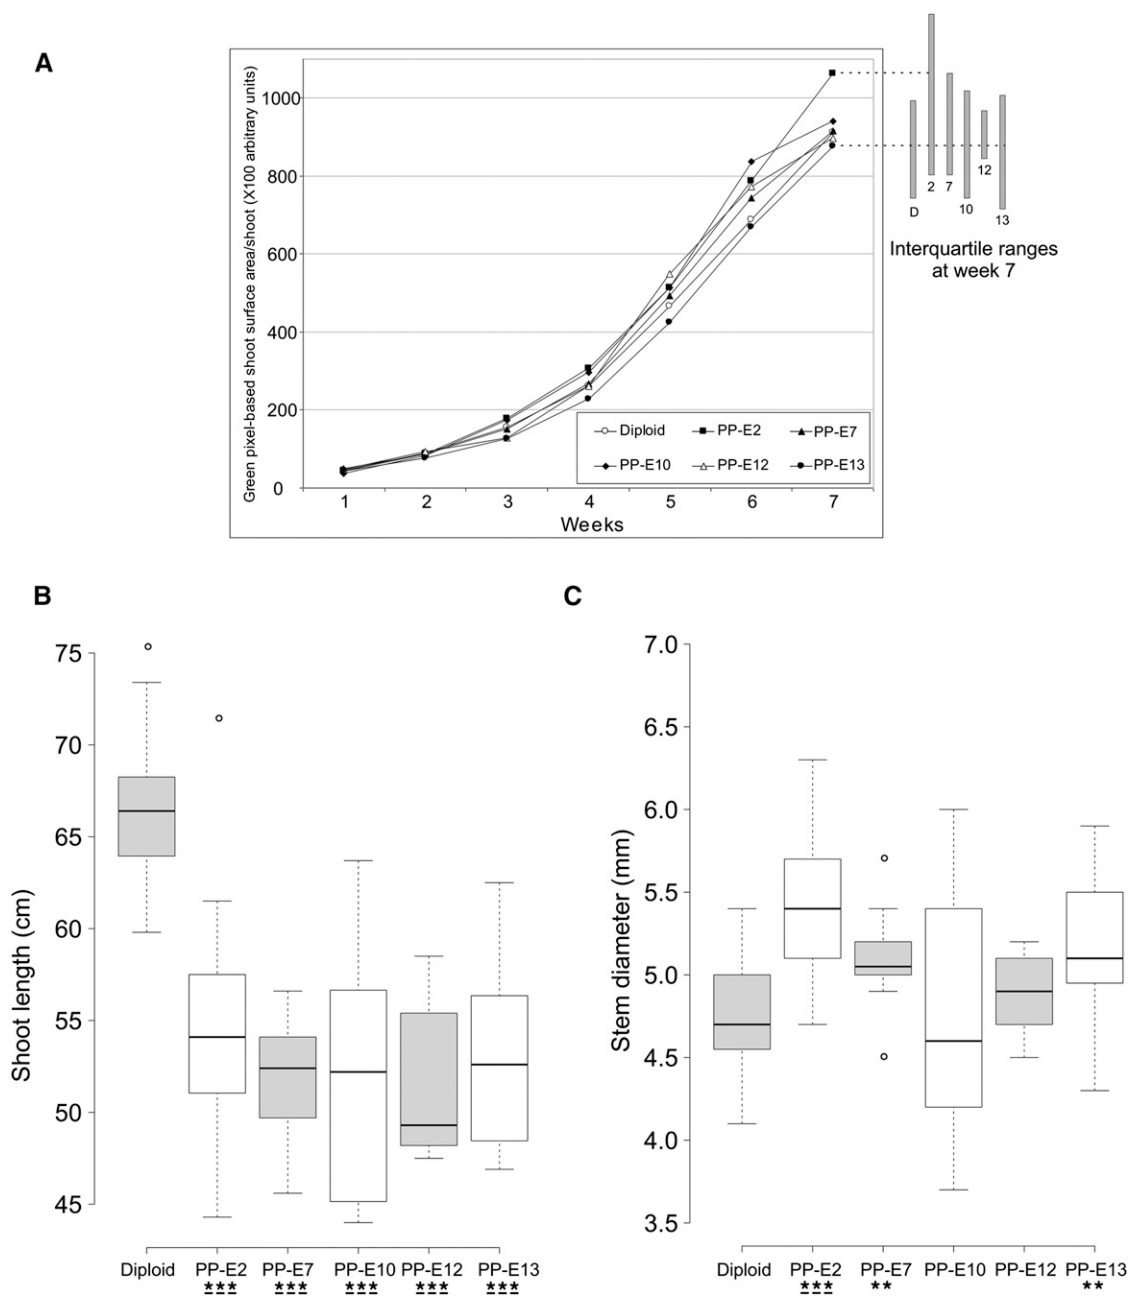 A
Green pixel-based shoot surface area/shoot (X100 arbitrary units)
1000
800
600
400
200
0
Diploid PP-E2 PP-E7
PP-E10 PP-E12 PP-E13
1 2 3 4 5 6 7
Weeks
D 2 7 10 12 13
Interquartile ranges
at week 7
B
75
70
65
60
55
50
45
Shoot length (cm)
Diploid PP-E2 PP-E7 PP-E10 PP-E12 PP-E13
*** *** *** *** ***
C
7.0
6.5
6.0
5.5
5.0
4.5
4.0
3.5
Stem diameter (mm)
Diploid PP-E2 PP-E7 PP-E10 PP-E12 PP-E13
*** ** **